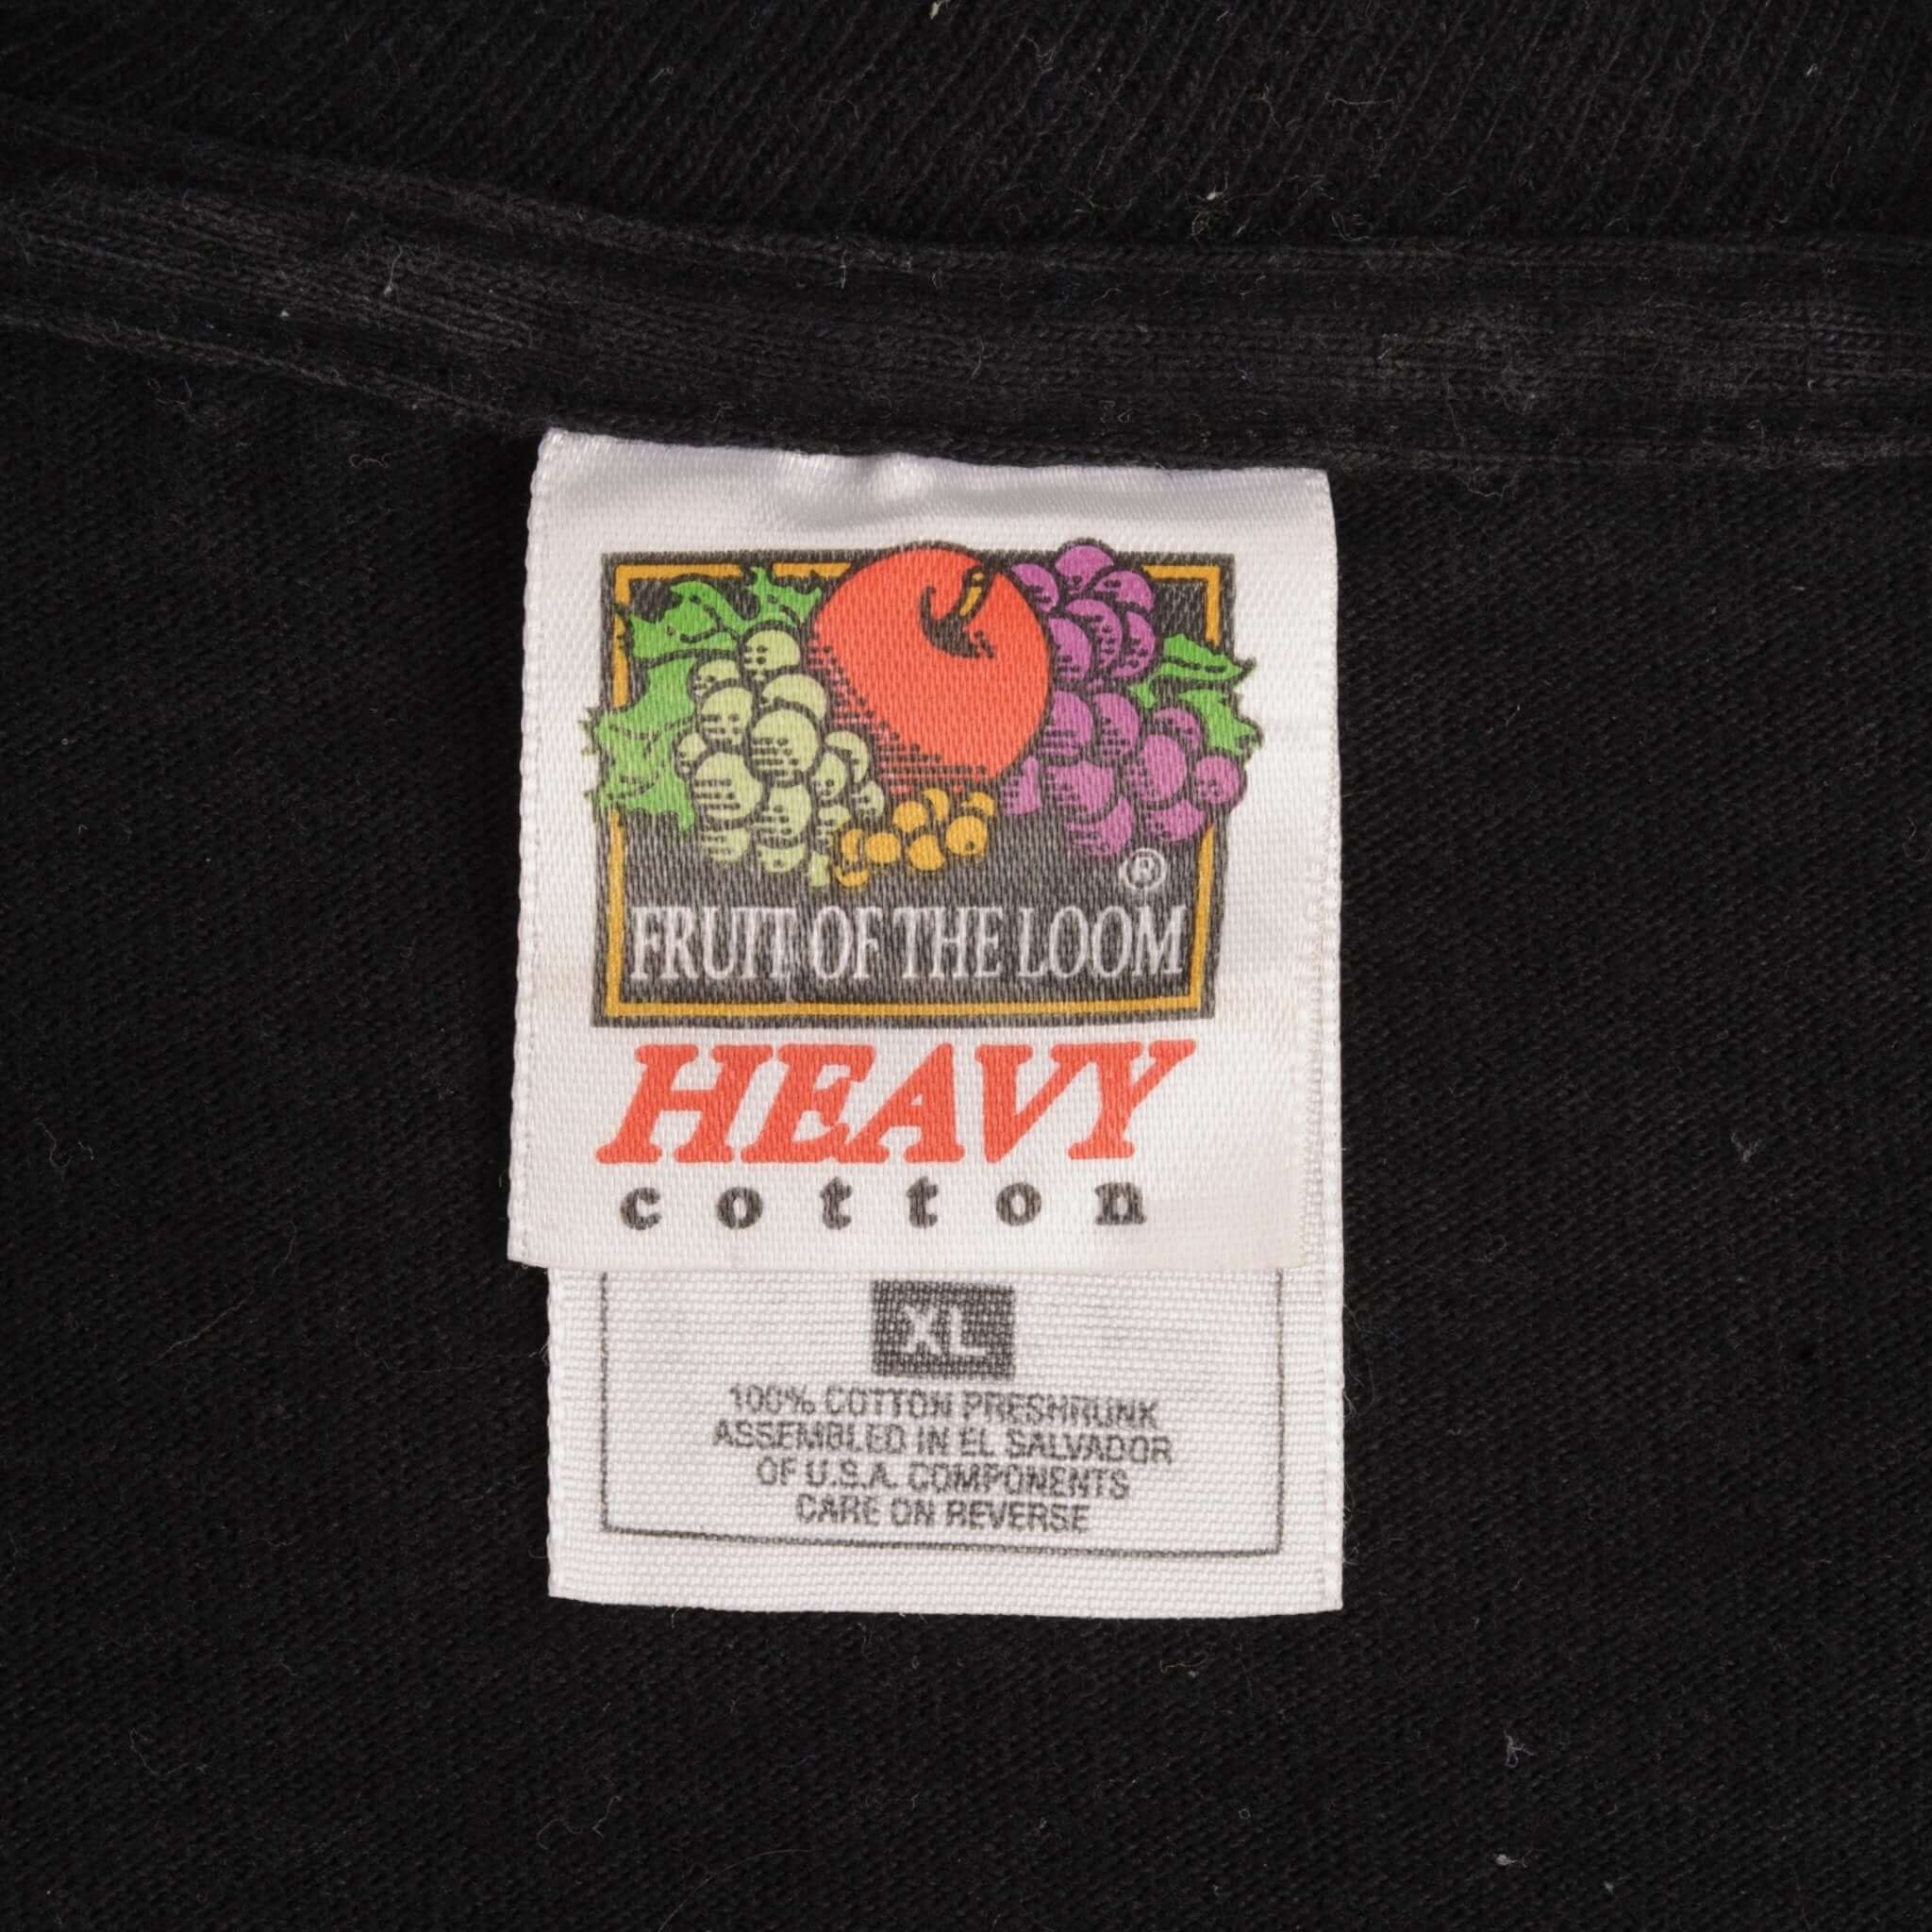 ®
FRUIT OF THE LOOM
HEAVY
cotton
XL
100% COTTON PRESHRUNK
ASSEMBLED IN EL SALVADOR
OF U.S.A. COMPONENTS
CARE ON REVERSE